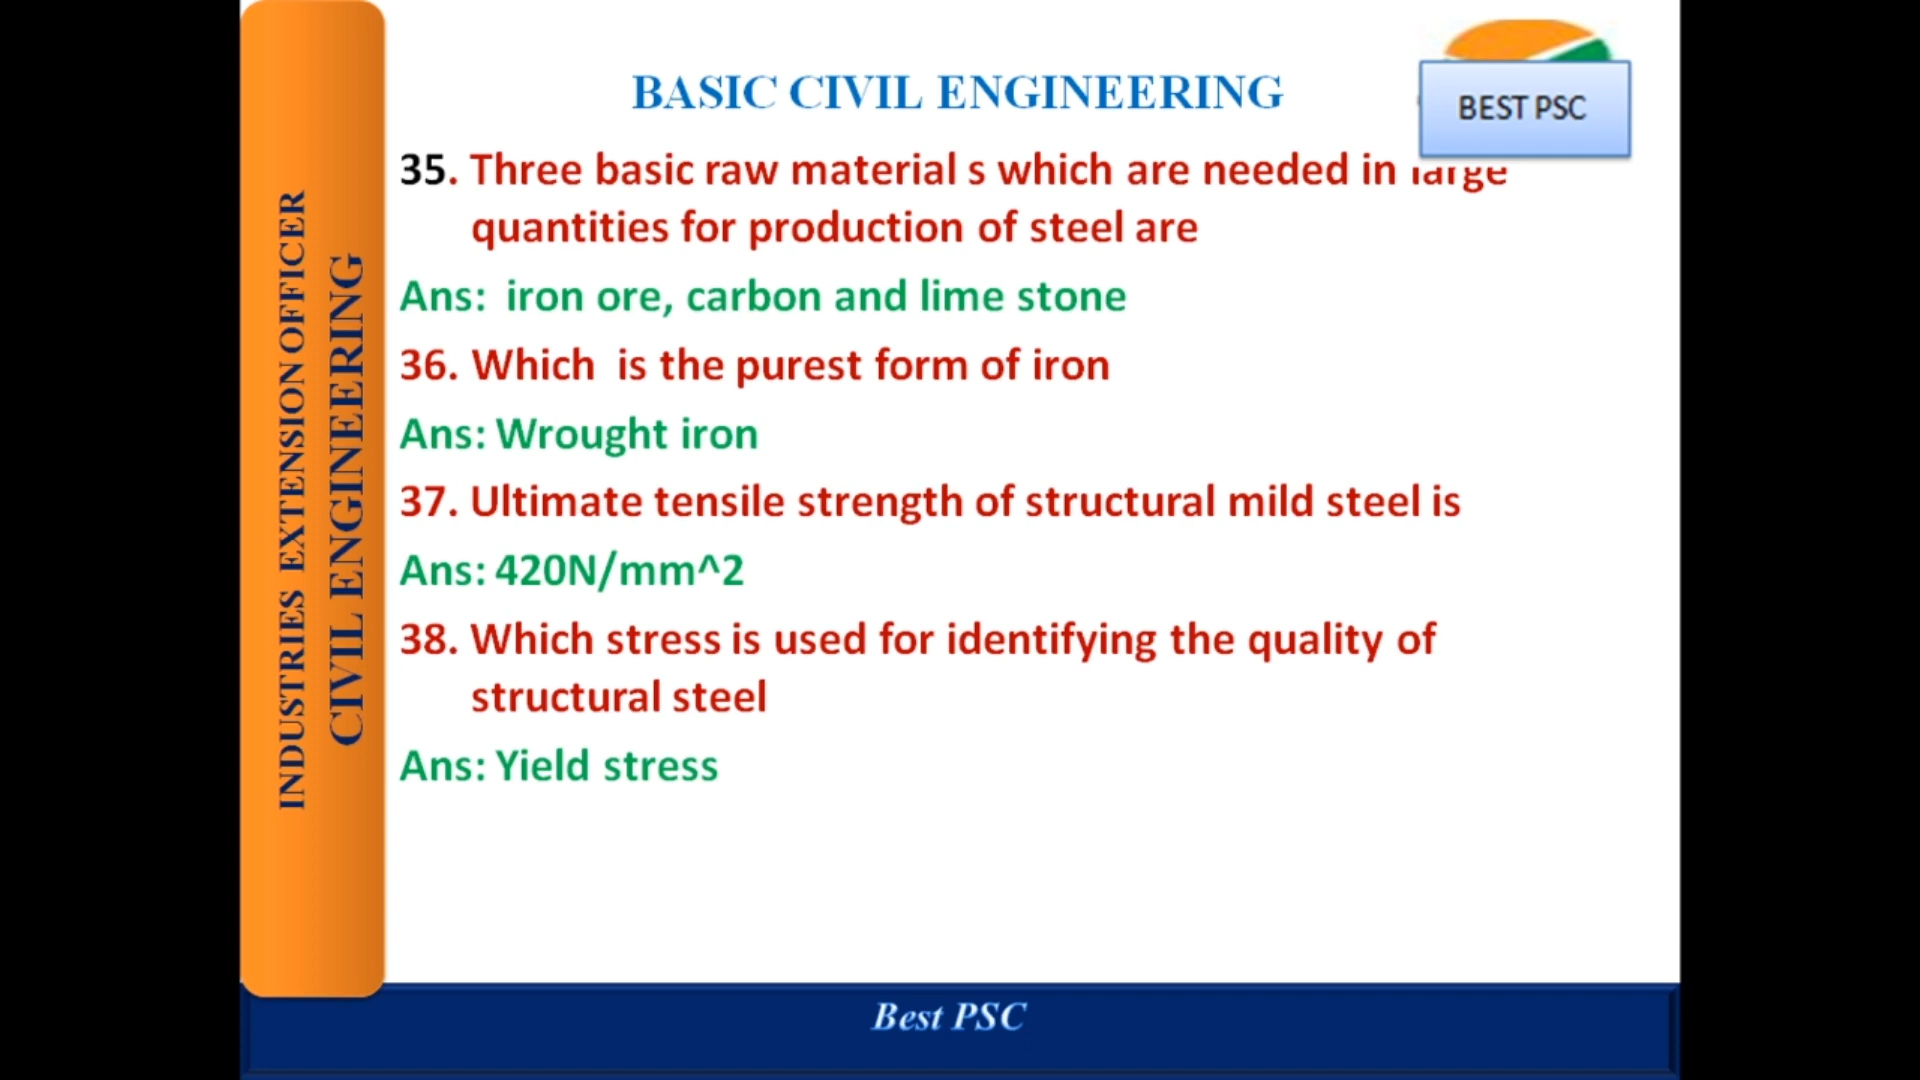 BASIC CIVIL ENGINEERING
BEST PSC
35. Three basic raw material s which are needed in large
quantities for production of steel are
Ans: iron ore, carbon and lime stone
36. Which is the purest form of iron
Ans: Wrought iron
37. Ultimate tensile strength of structural mild steel is
Ans: 420N/mm^2
38. Which stress is used for identifying the quality of
structural steel
Ans: Yield stress
INDUSTRIES EXTENSION OFFICER
CIVIL ENGINEERING
Best PSC